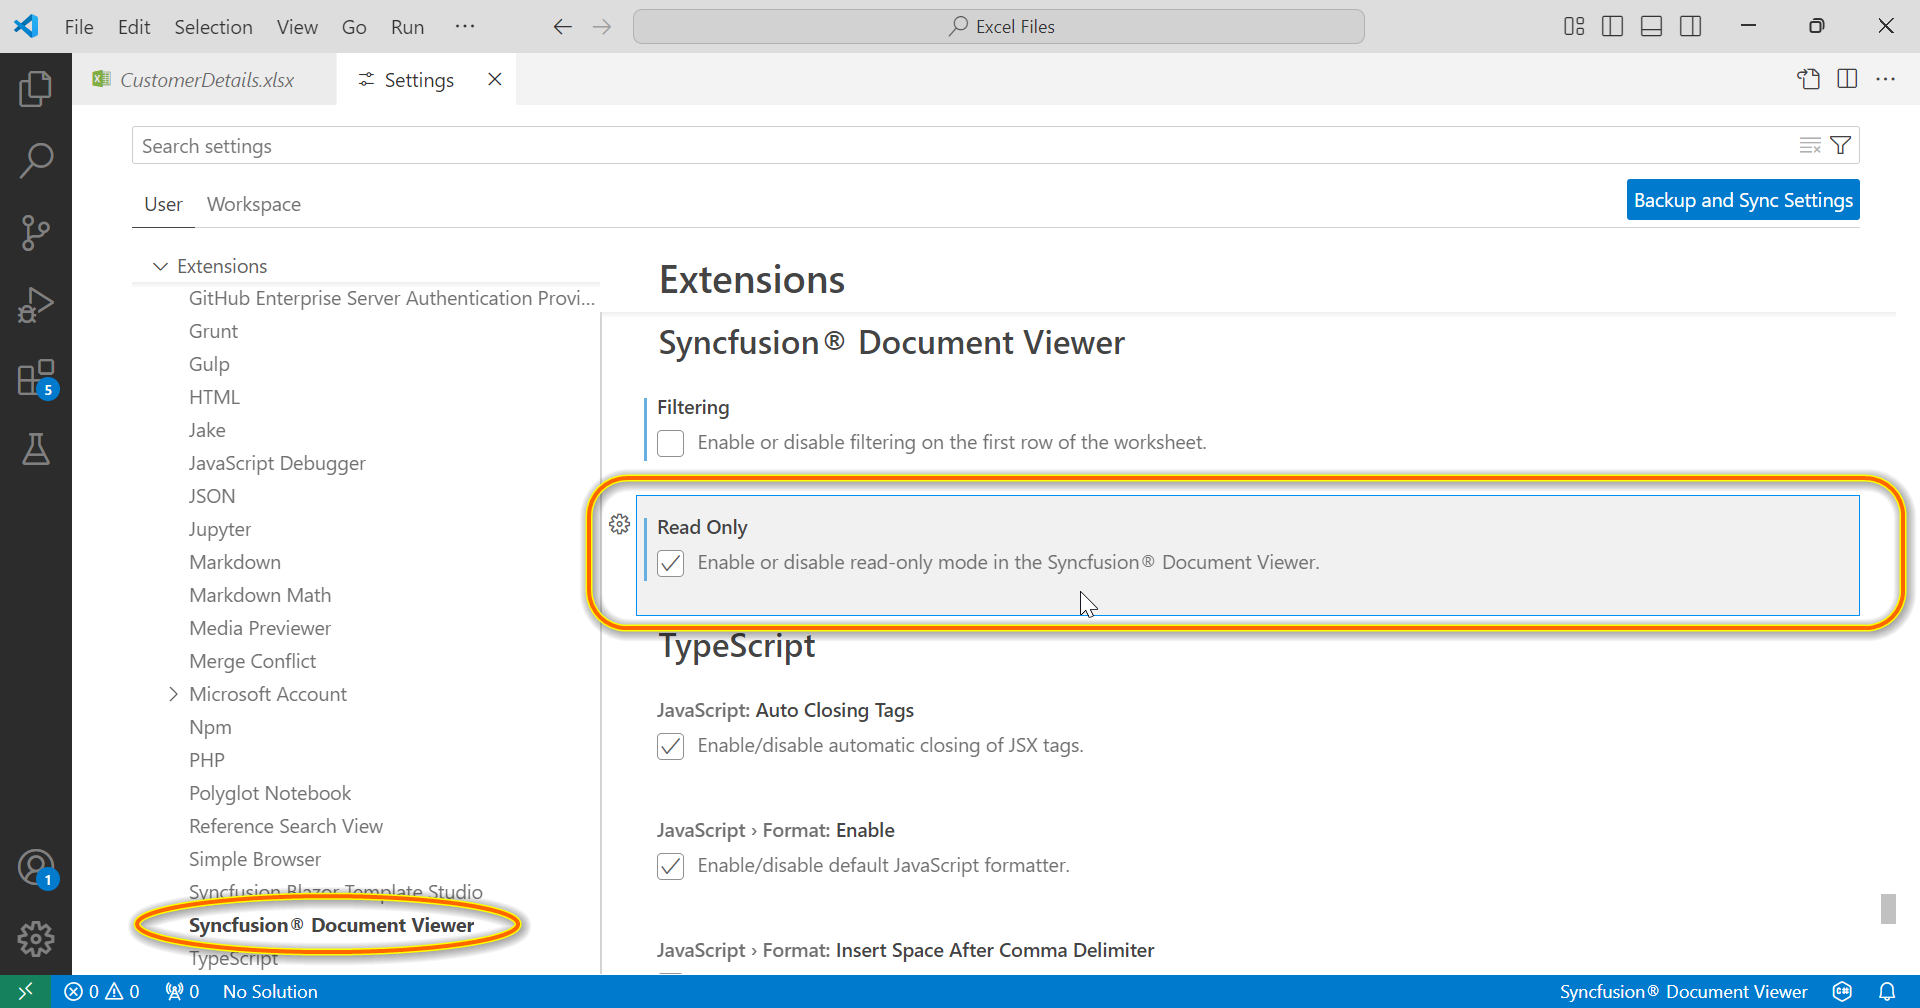 File Edit Selection View Go Run ···
Excel Files
CustomerDetails.xlsx
Settings
Search settings
User Workspace
Backup and Sync Settings
Extensions
GitHub Enterprise Server Authentication Provi...
Grunt
Gulp
HTML
Jake
JavaScript Debugger
JSON
Jupyter
Markdown
Markdown Math
Media Previewer
Merge Conflict
Microsoft Account
Npm
PHP
Polyglot Notebook
Reference Search View
Simple Browser
Syncfusion Blazor Template Studio
Syncfusion® Document Viewer
TypeScript
Extensions
Syncfusion® Document Viewer
Filtering
Enable or disable filtering on the first row of the worksheet.
Read Only
Enable or disable read-only mode in the Syncfusion® Document Viewer.
TypeScript
JavaScript: Auto Closing Tags
Enable/disable automatic closing of JSX tags.
JavaScript › Format: Enable
Enable/disable default JavaScript formatter.
JavaScript › Format: Insert Space After Comma Delimiter
5
1
0 0 0 No Solution
Syncfusion® Document Viewer